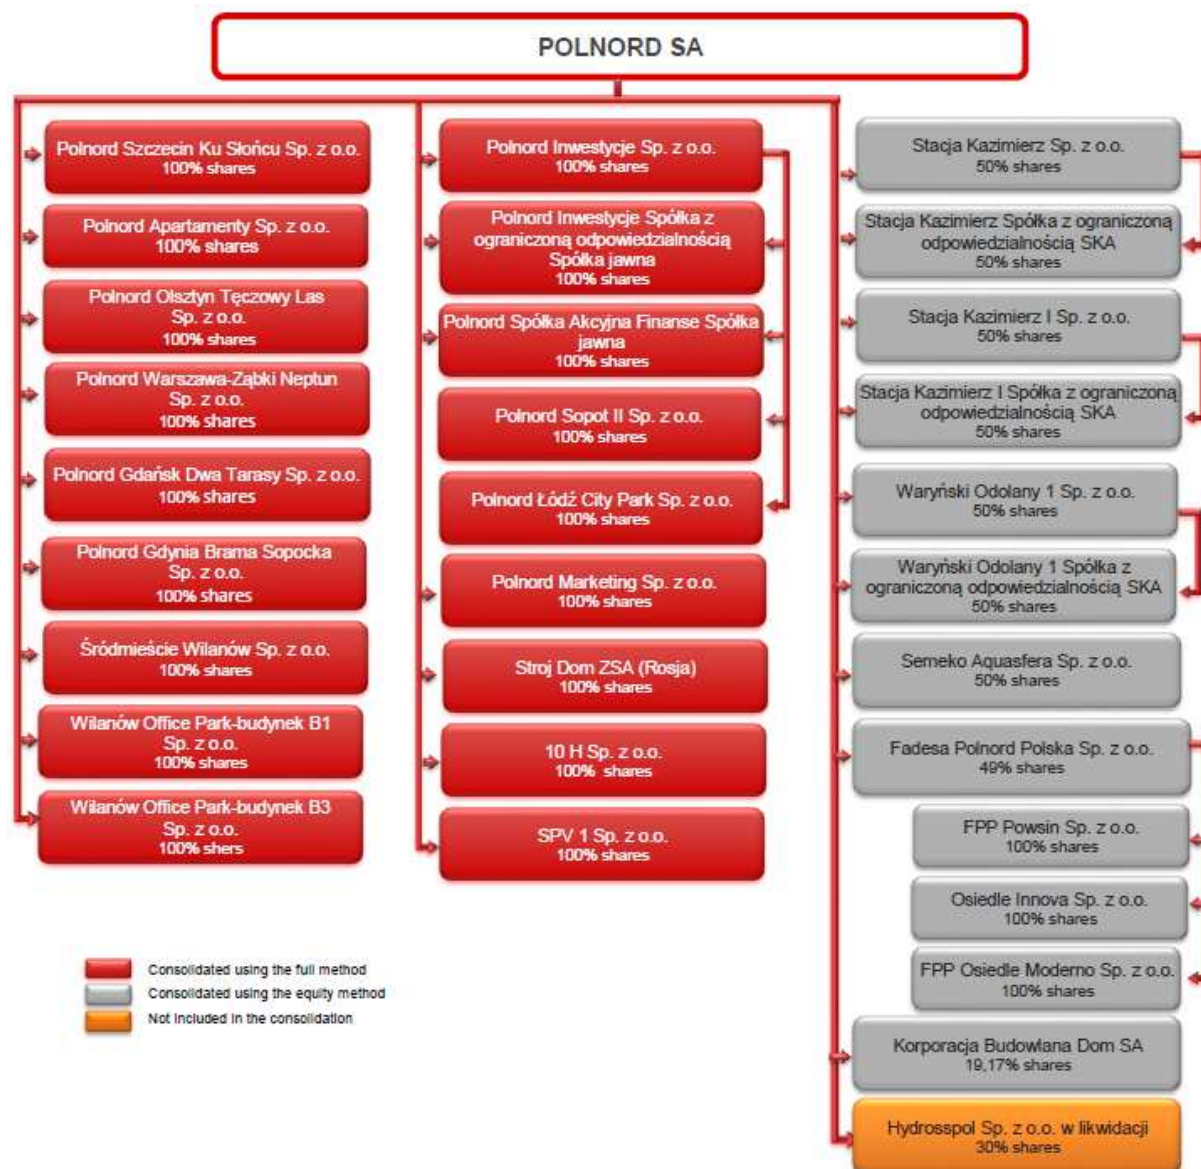 POLNORD SA
Polnord Szczecin Ku Słońcu Sp. z o.o.
100% shares
Polnord Apartamenty Sp. z o.o.
100% shares
Polnord Olsztyn Tęczowy Las
Sp. z o.o.
100% shares
Polnord Warszawa-Ząbki Neptun
Sp. z o.o.
100% shares
Polnord Gdańsk Dwa Tarasy Sp. z o.o.
100% shares
Polnord Gdynia Brama Sopocka
Sp. z o.o.
100% shares
Śródmieście Wilanów Sp. z o.o.
100% shares
Wilanów Office Park-budynek B1
Sp. z o.o.
100% shares
Wilanów Office Park-budynek B3
Sp. z o.o.
100% shers
Polnord Inwestycje Sp. z o.o.
100% shares
Polnord Inwestycje Spółka z
ograniczoną odpowiedzialnością
Spółka jawna
100% shares
Polnord Spółka Akcyjna Finanse Spółka
jawna
100% shares
Polnord Sopot II Sp. z o.o.
100% shares
Polnord Łódź City Park Sp. z o.o.
100% shares
Polnord Marketing Sp. z o.o.
100% shares
Stroj Dom ZSA (Rosja)
100% shares
10 H Sp. z o.o.
100% shares
SPV 1 Sp. z o.o.
100% shares
Stacja Kazimierz Sp. z o.o.
50% shares
Stacja Kazimierz Spółka z ograniczoną
odpowiedzialnością SKA
50% shares
Stacja Kazimierz I Sp. z o.o.
50% shares
Stacja Kazimierz I Spółka z ograniczoną
odpowiedzialnością SKA
50% shares
Waryński Odolany 1 Sp. z o.o.
50% shares
Waryński Odolany 1 Spółka z
ograniczoną odpowiedzialnością SKA
50% shares
Semeko Aquasfera Sp. z o.o.
50% shares
Fadesa Polnord Polska Sp. z o.o.
49% shares
FPP Powsin Sp. z o.o.
100% shares
Osiedle Innova Sp. z o.o.
100% shares
FPP Osiedle Moderno Sp. z o.o.
100% shares
Korporacja Budowlana Dom SA
19,17% shares
Hydrosspol Sp. z o.o. w likwidacji
30% shares
Consolidated using the full method
Consolidated using the equity method
Not included in the consolidation